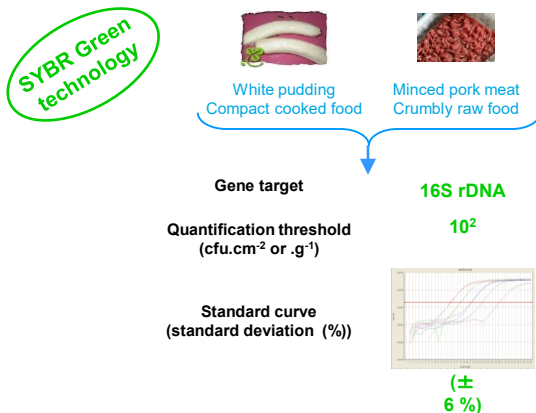 SYBR Green
technology
White pudding
Compact cooked food
Minced pork meat
Crumbly raw food
Gene target
16S rDNA
Quantification threshold
(cfu.cm⁻² or .g⁻¹)
10²
Standard curve
(standard deviation (%))
(±
6 %)